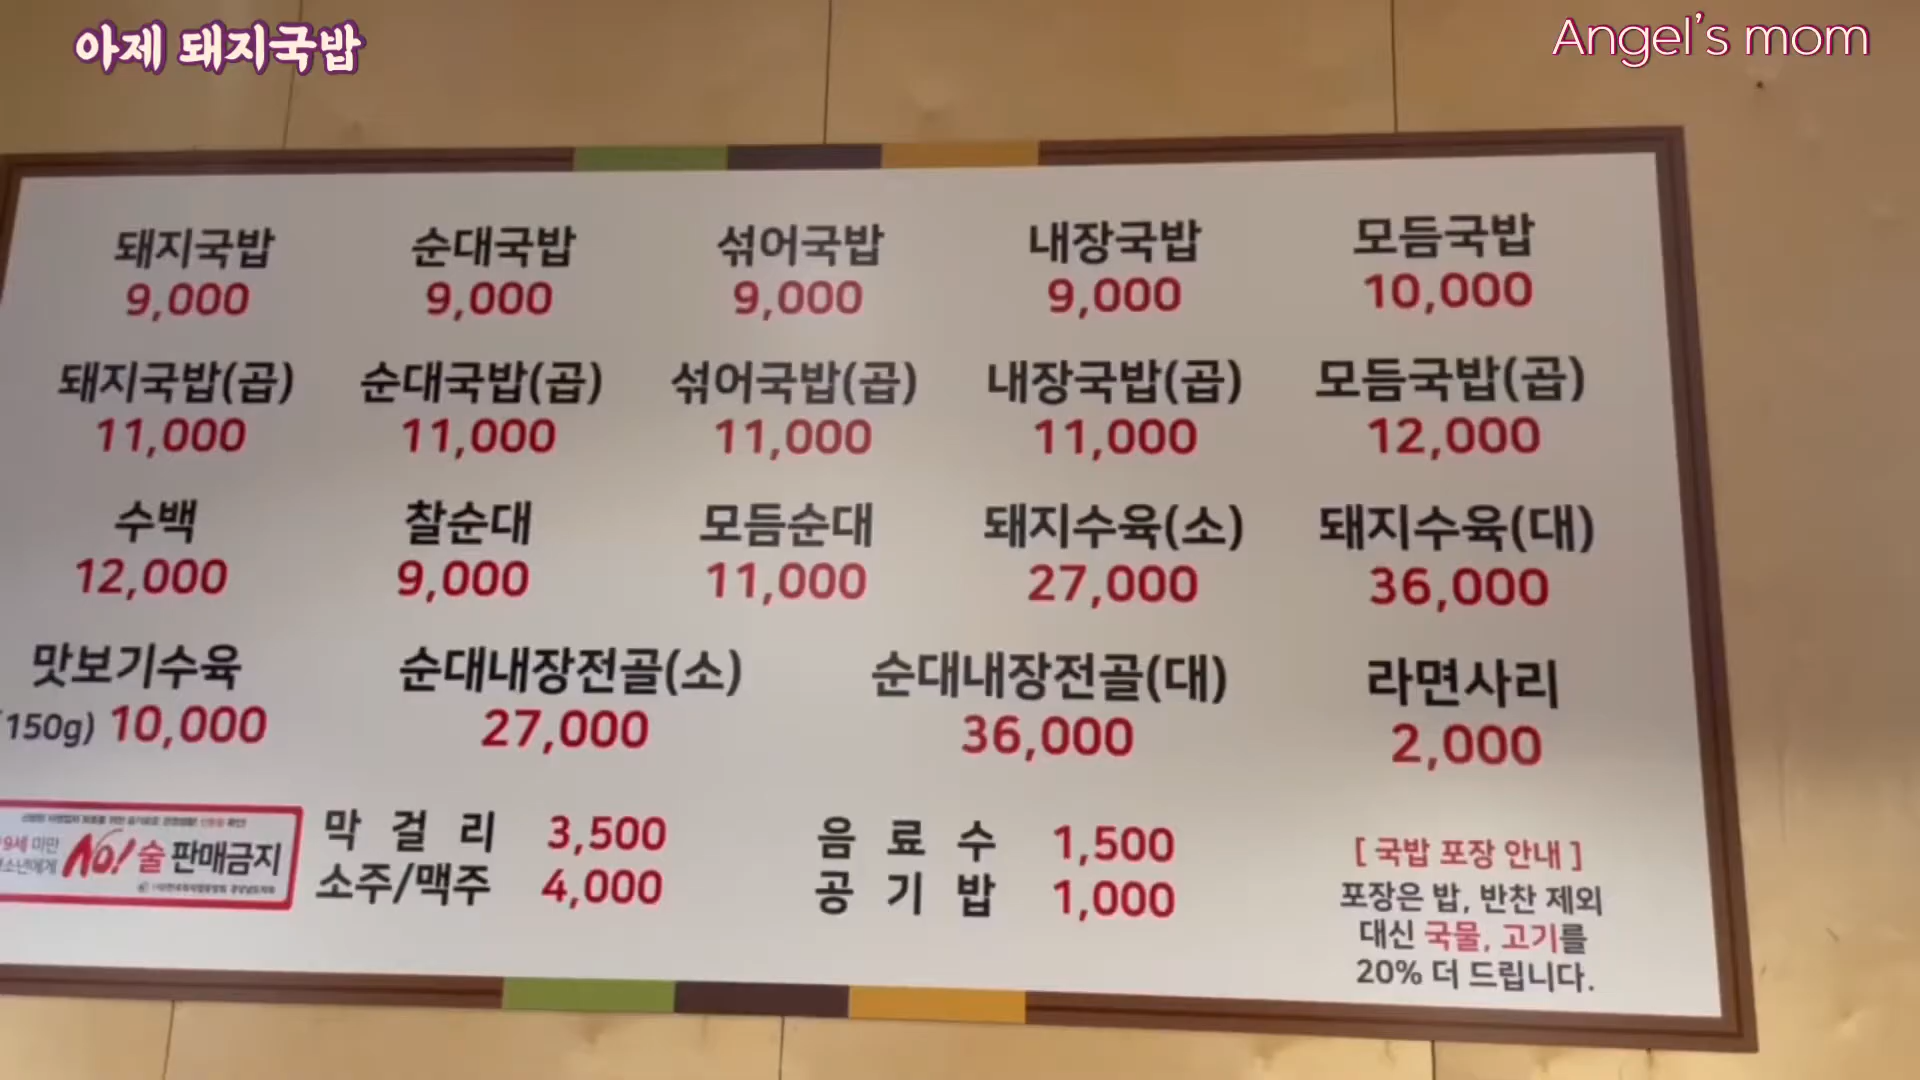 아제 돼지국밥
Angel's mom
돼지국밥 순대국밥 섞어국밥 내장국밥 모듬국밥
9,000 9,000 9,000 9,000 10,000
돼지국밥(곱) 순대국밥(곱) 섞어국밥(곱) 내장국밥(곱) 모듬국밥(곱)
11,000 11,000 11,000 11,000 12,000
수백 찰순대 모듬순대 돼지수육(소) 돼지수육(대)
12,000 9,000 11,000 27,000 36,000
맛보기수육 순대내장전골(소) 순대내장전골(대) 라면사리
(150g) 10,000 27,000 36,000 2,000
9세 미만
소년에게 No! 술 판매금지
막걸리 3,500 음료수 1,500
소주/맥주 4,000 공기밥 1,000
[ 국밥 포장 안내 ]
포장은 밥, 반찬 제외
대신 국물, 고기를
20% 더 드립니다.